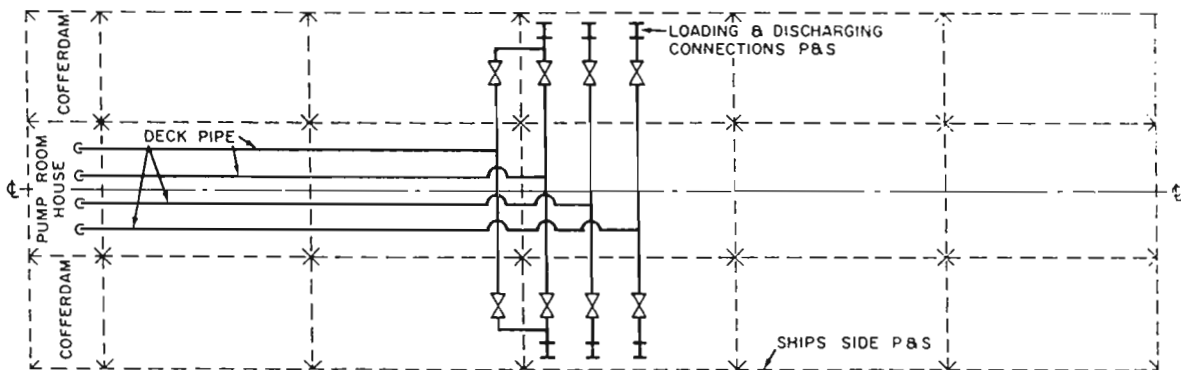 LOADING & DISCHARGING
CONNECTIONS P&S
COFFERDAM
DECK PIPE
PUMP ROOM
HOUSE
COFFERDAM
SHIPS SIDE P&S